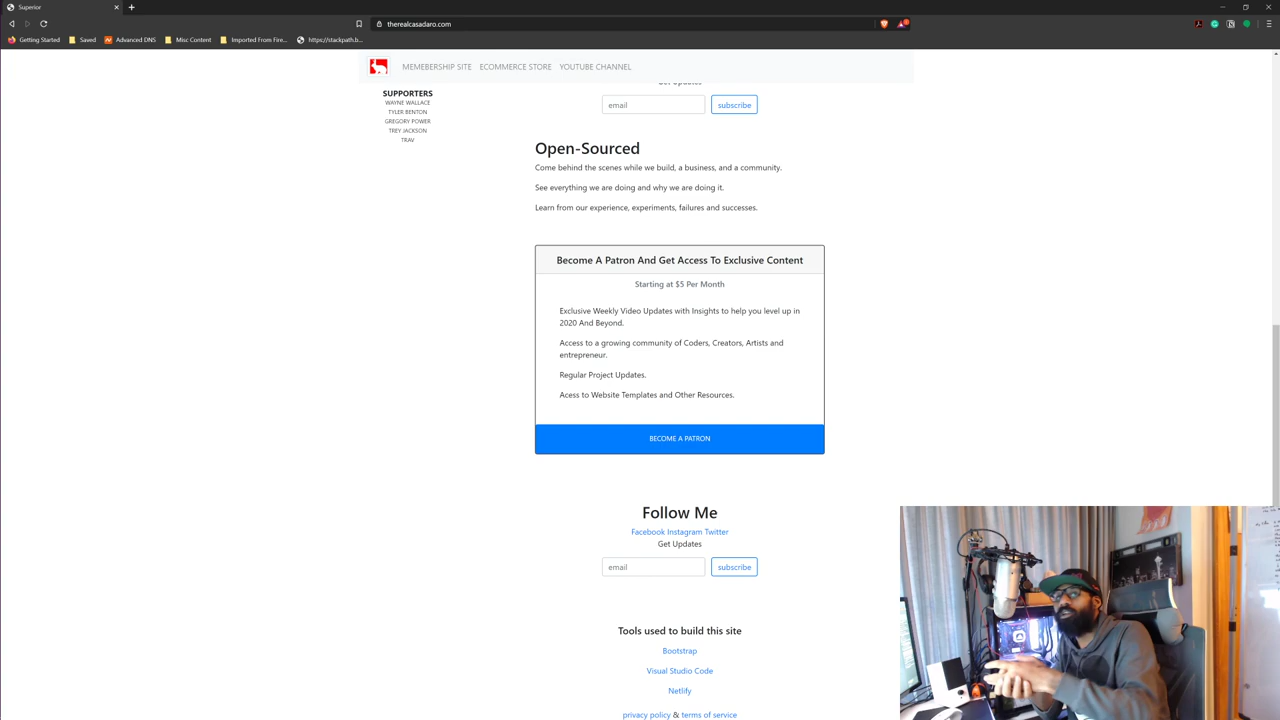 Superior
therealcasadaro.com
Getting Started
Saved
Advanced DNS
Misc Content
Imported From Fire...
https://stackpath.b...
MEMEBERSHIP SITE
ECOMMERCE STORE
YOUTUBE CHANNEL
Get Updates
SUPPORTERS
WAYNE WALLACE
TYLER BENTON
GREGORY POWER
TREY JACKSON
TRAV
email
subscribe
Open-Sourced
Come behind the scenes while we build, a business, and a community.
See everything we are doing and why we are doing it.
Learn from our experience, experiments, failures and successes.
Become A Patron And Get Access To Exclusive Content
Starting at $5 Per Month
Exclusive Weekly Video Updates with Insights to help you level up in
2020 And Beyond.
Access to a growing community of Coders, Creators, Artists and
entrepreneur.
Regular Project Updates.
Acess to Website Templates and Other Resources.
BECOME A PATRON
Follow Me
Facebook Instagram Twitter
Get Updates
email
subscribe
Tools used to build this site
Bootstrap
Visual Studio Code
Netlify
privacy policy & terms of service